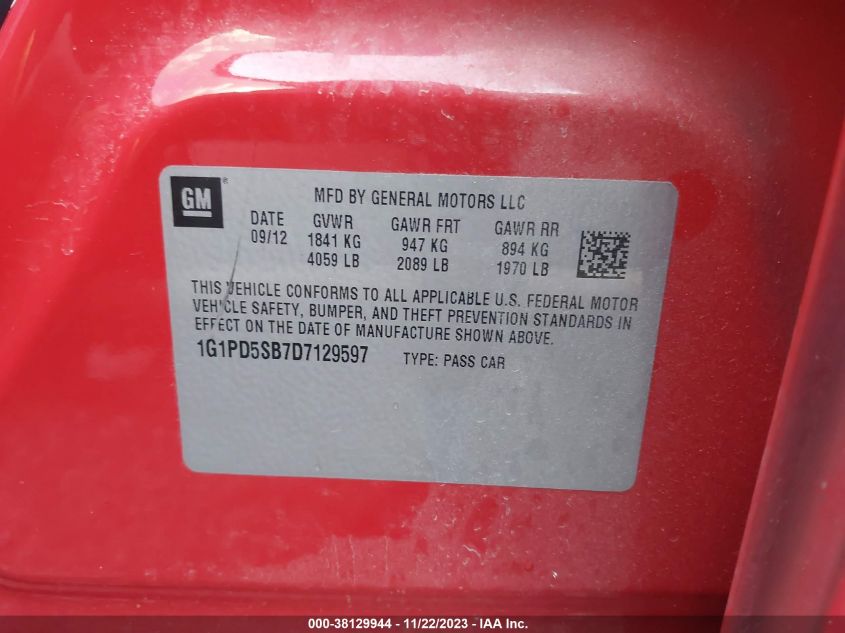 GM®
MFD BY GENERAL MOTORS LLC
DATE GVWR GAWR FRT GAWR RR
09/12 1841 KG 947 KG 894 KG
4059 LB 2089 LB 1970 LB
THIS VEHICLE CONFORMS TO ALL APPLICABLE U.S. FEDERAL MOTOR
VEHICLE SAFETY, BUMPER, AND THEFT PREVENTION STANDARDS IN
EFFECT ON THE DATE OF MANUFACTURE SHOWN ABOVE.
1G1PD5SB7D7129597 TYPE: PASS CAR
000-38129944 - 11/22/2023 - IAA Inc.